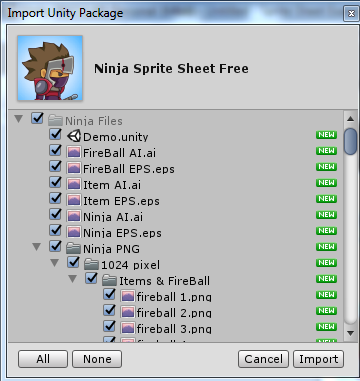 Import Unity Package
Ninja Sprite Sheet Free
Ninja Files
Demo.unity NEW
FireBall AI.ai NEW
FireBall EPS.eps NEW
Item AI.ai NEW
Item EPS.eps NEW
Ninja AI.ai NEW
Ninja EPS.eps NEW
Ninja PNG
1024 pixel
Items & FireBall
fireball 1.png NEW
fireball 2.png NEW
fireball 3.png NEW
All None Cancel Import